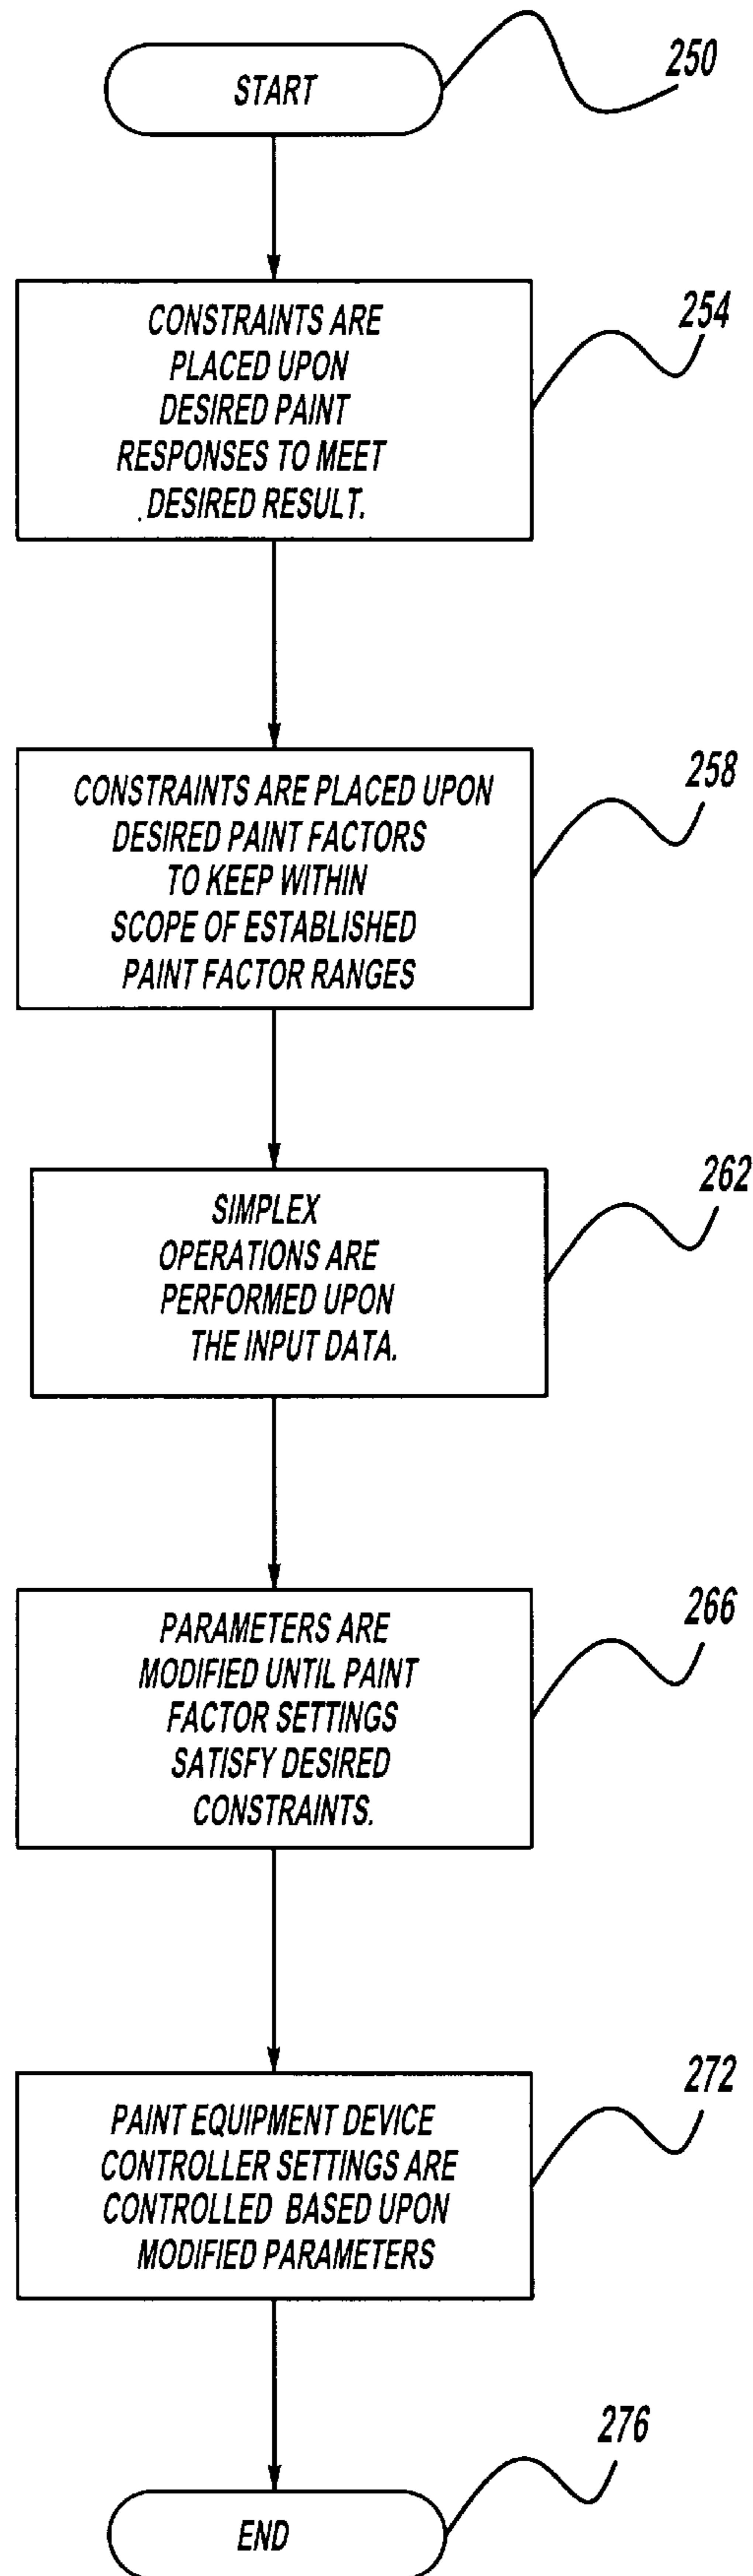 START
250
CONSTRAINTS ARE
PLACED UPON
DESIRED PAINT
RESPONSES TO MEET
DESIRED RESULT.
254
CONSTRAINTS ARE PLACED UPON
DESIRED PAINT FACTORS
TO KEEP WITHIN
SCOPE OF ESTABLISHED
PAINT FACTOR RANGES
258
SIMPLEX
OPERATIONS ARE
PERFORMED UPON
THE INPUT DATA.
262
PARAMETERS ARE
MODIFIED UNTIL PAINT
FACTOR SETTINGS
SATISFY DESIRED
CONSTRAINTS.
266
PAINT EQUIPMENT DEVICE
CONTROLLER SETTINGS ARE
CONTROLLED BASED UPON
MODIFIED PARAMETERS
272
END
276